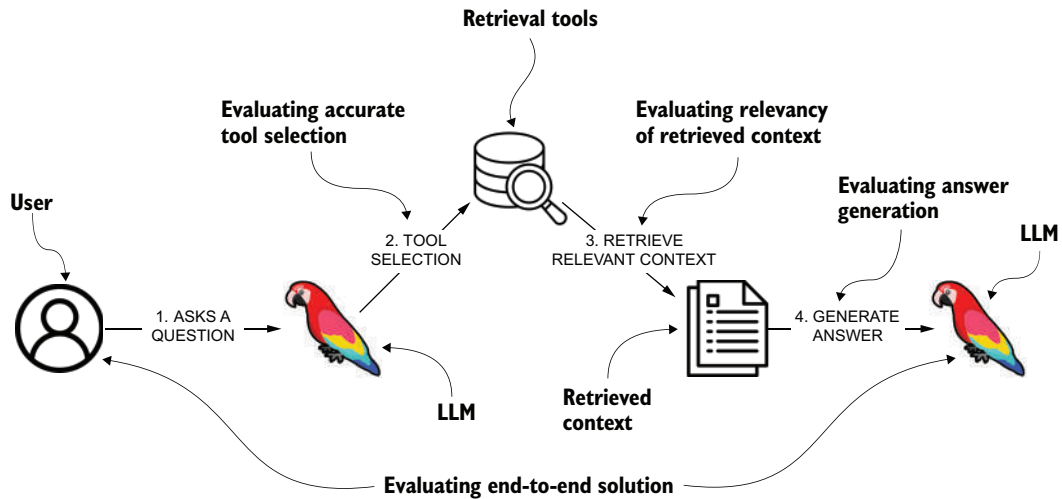 Retrieval tools
Evaluating accurate
tool selection
Evaluating relevancy
of retrieved context
Evaluating answer
generation
User
LLM
2. TOOL
SELECTION
3. RETRIEVE
RELEVANT CONTEXT
1. ASKS A
QUESTION
4. GENERATE
ANSWER
LLM
Retrieved
context
Evaluating end-to-end solution